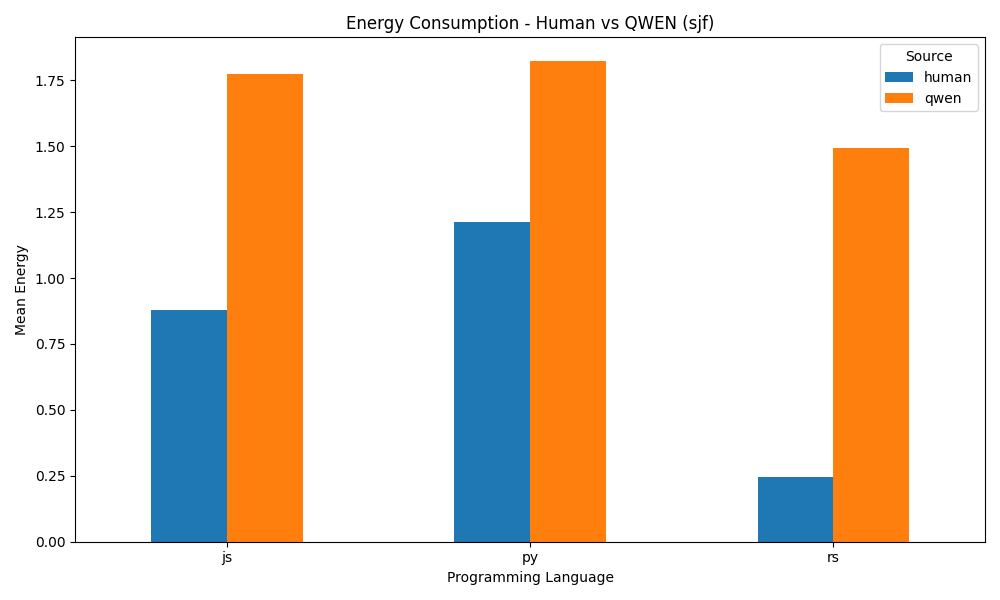 Energy Consumption - Human vs QWEN (sjf)
Source
human
qwen
Mean Energy
1.75
1.50
1.25
1.00
0.75
0.50
0.25
0.00
js
py
rs
Programming Language